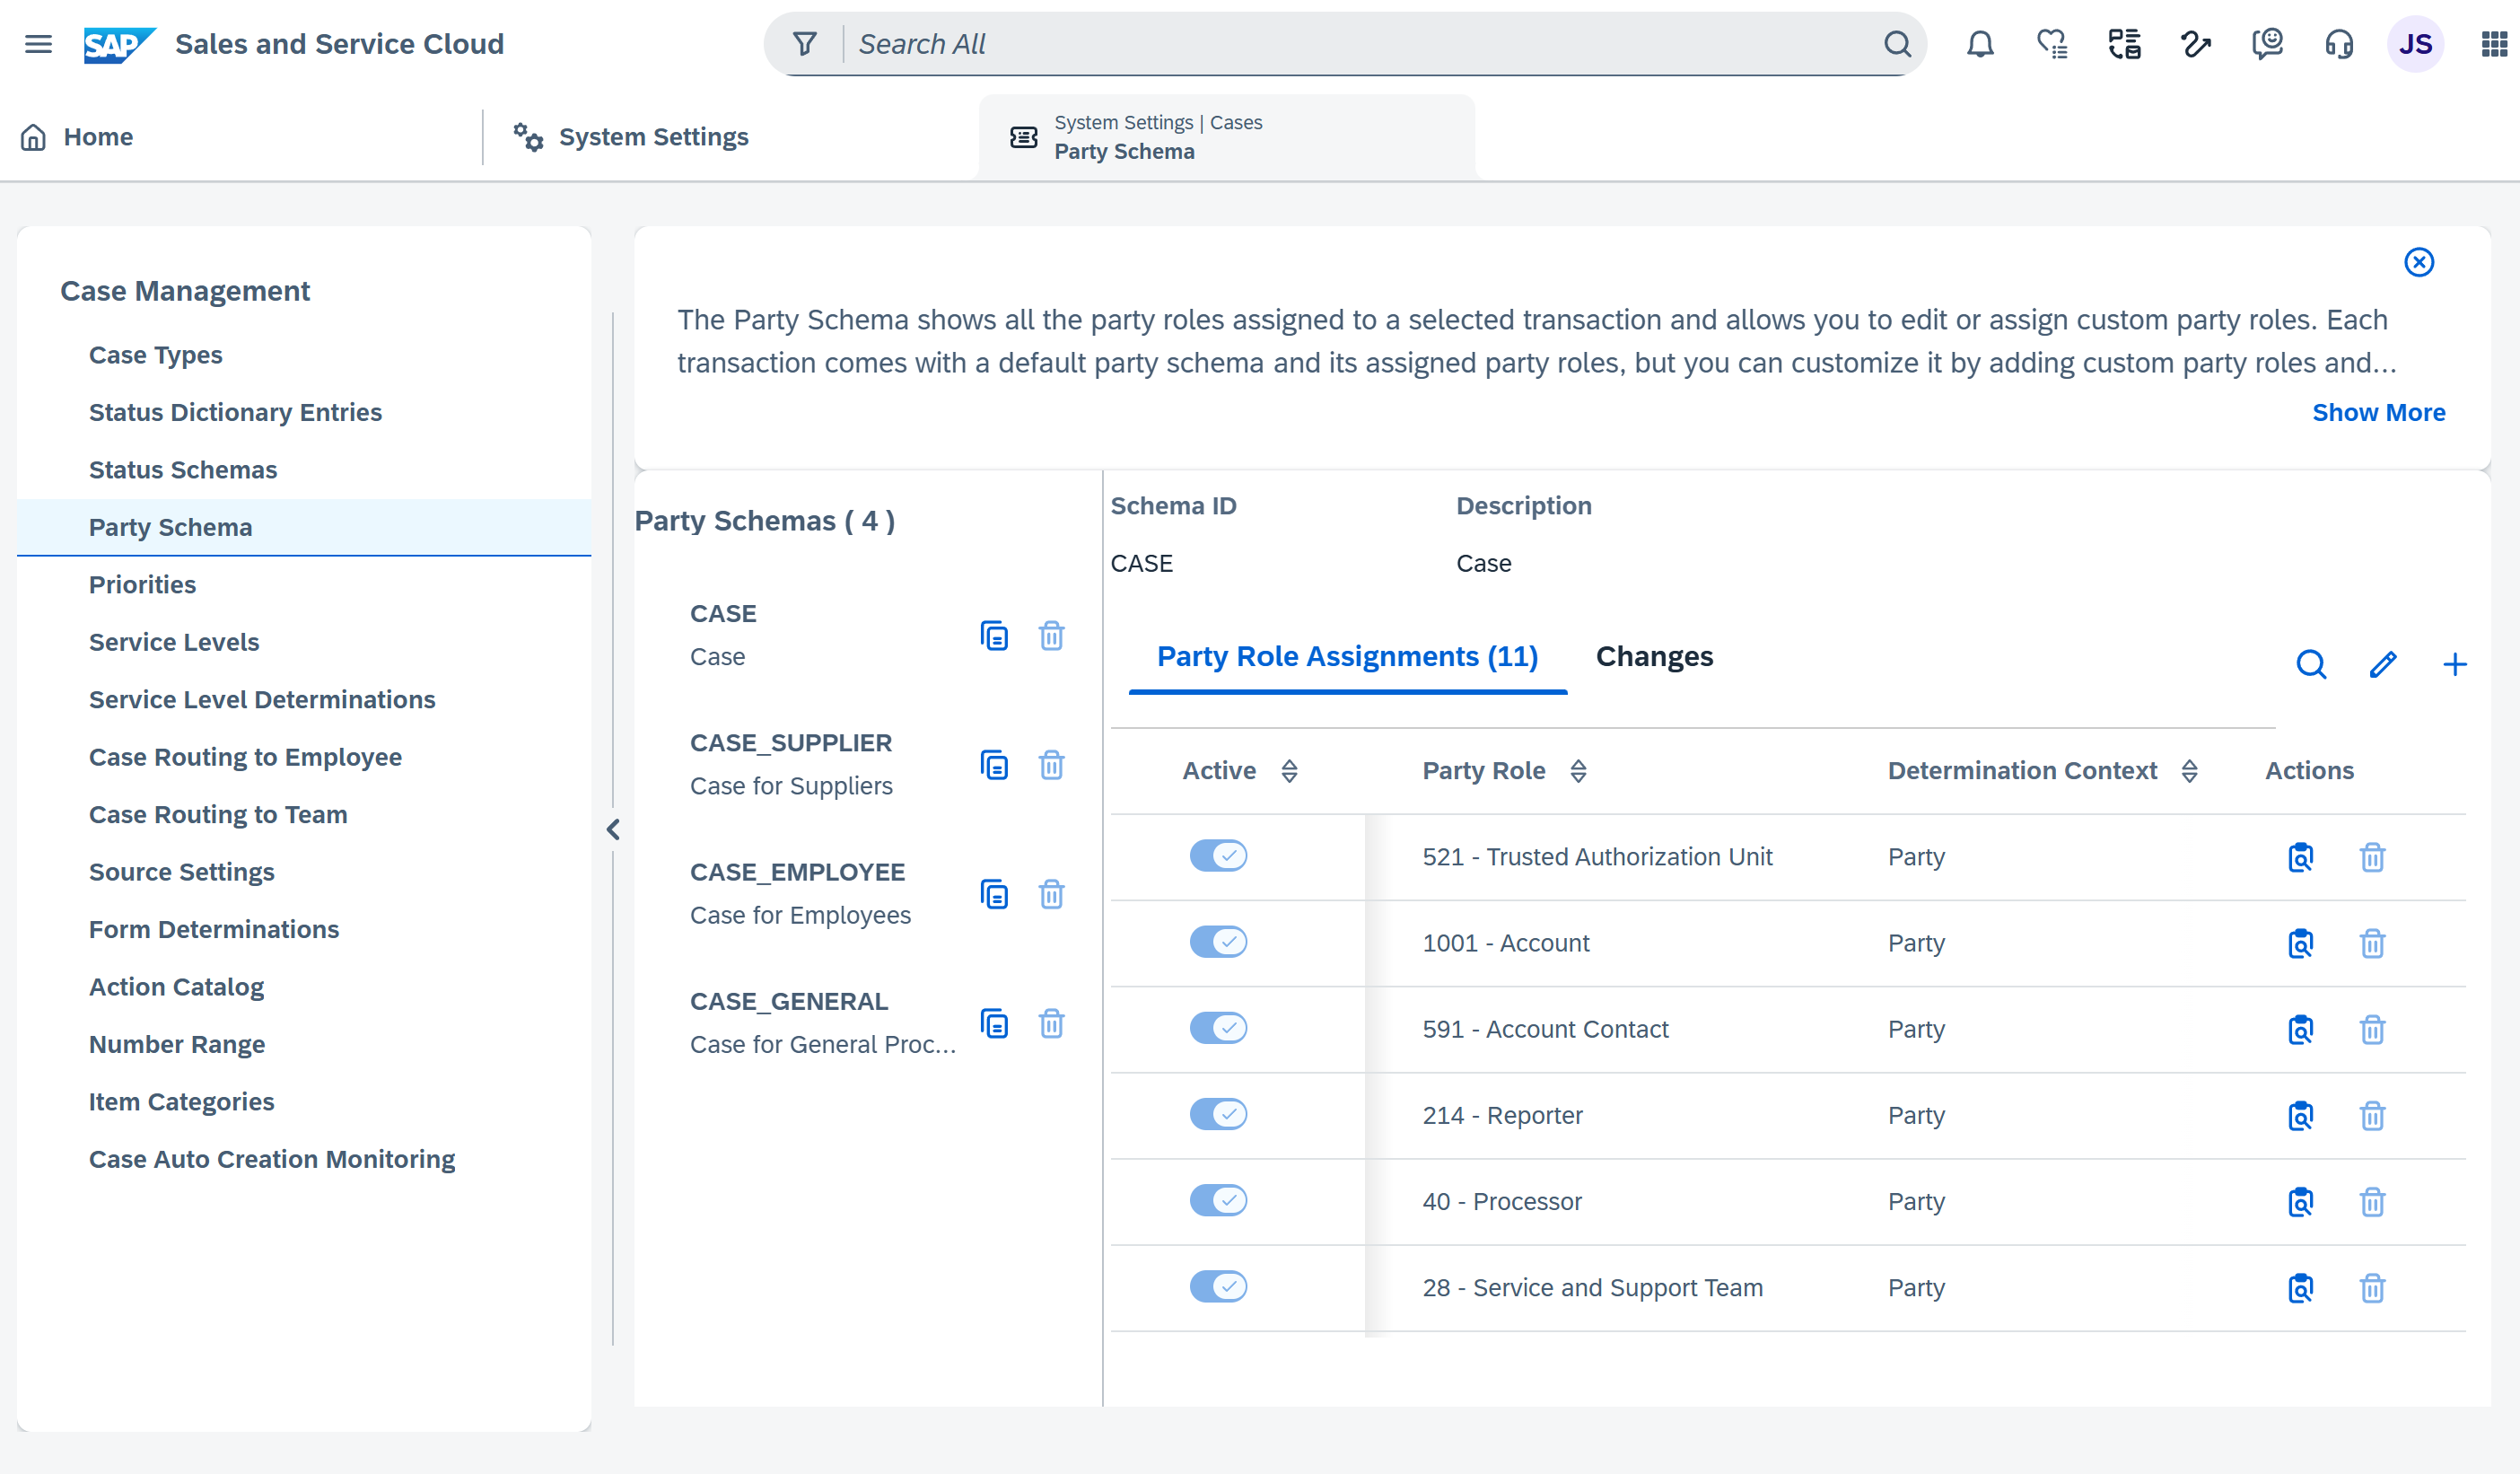 SAP Sales and Service Cloud
Search All
JS
Home
System Settings
System Settings | Cases
Party Schema
Case Management
Case Types
Status Dictionary Entries
Status Schemas
Party Schema
Priorities
Service Levels
Service Level Determinations
Case Routing to Employee
Case Routing to Team
Source Settings
Form Determinations
Action Catalog
Number Range
Item Categories
Case Auto Creation Monitoring
The Party Schema shows all the party roles assigned to a selected transaction and allows you to edit or assign custom party roles. Each
transaction comes with a default party schema and its assigned party roles, but you can customize it by adding custom party roles and...
Show More
Party Schemas ( 4 )
CASE
Case
CASE_SUPPLIER
Case for Suppliers
CASE_EMPLOYEE
Case for Employees
CASE_GENERAL
Case for General Proc...
Schema ID Description
CASE Case
Party Role Assignments (11) Changes
Active Party Role Determination Context Actions
521 - Trusted Authorization Unit Party
1001 - Account Party
591 - Account Contact Party
214 - Reporter Party
40 - Processor Party
28 - Service and Support Team Party